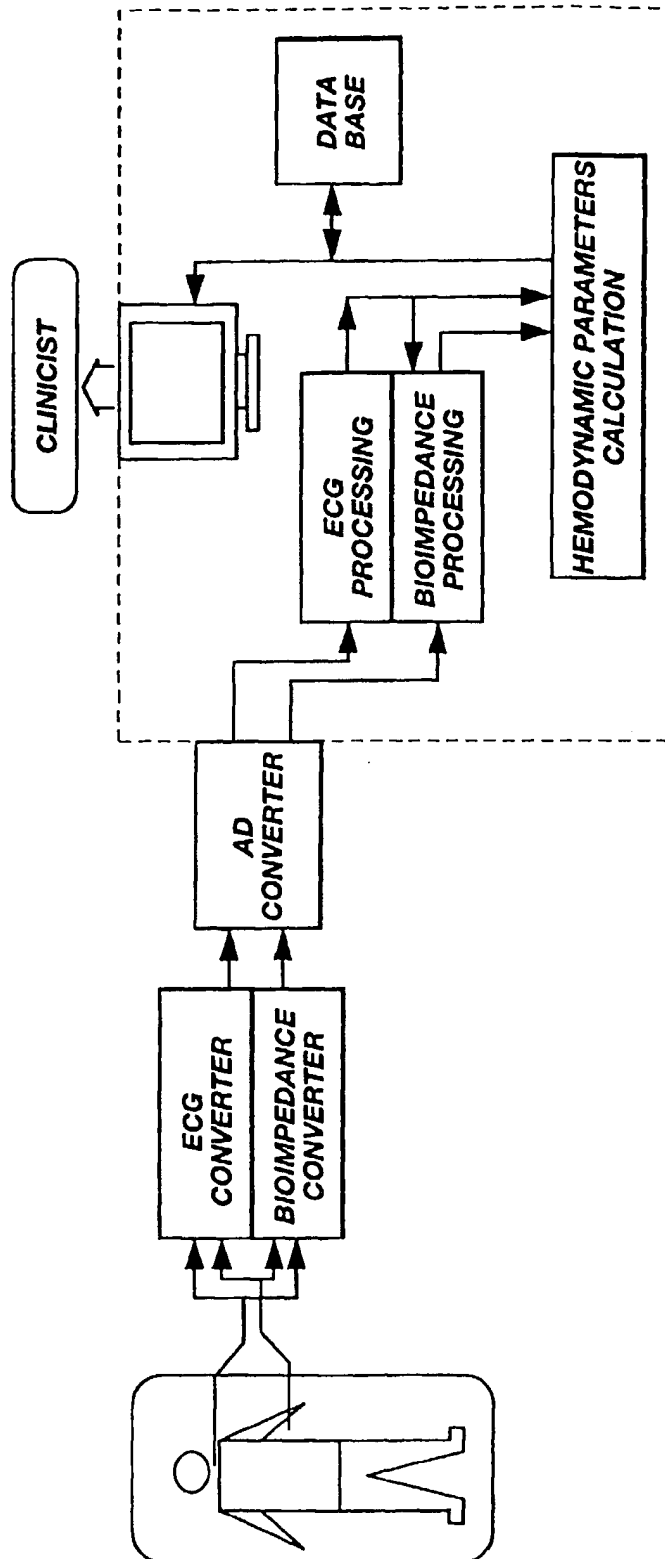 ECG
CONVERTER
BIOIMPEDANCE
CONVERTER
AD
CONVERTER
CLINICIST
ECG
PROCESSING
BIOIMPEDANCE
PROCESSING
DATA
BASE
HEMODYNAMIC PARAMETERS
CALCULATION